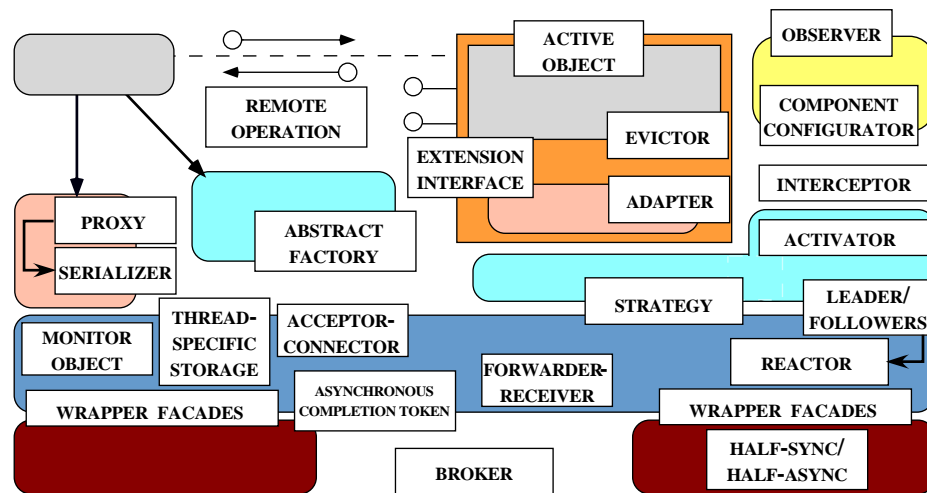 ACTIVE
OBJECT
OBSERVER
REMOTE
OPERATION
COMPONENT
CONFIGURATOR
EVICTOR
EXTENSION
INTERFACE
INTERCEPTOR
ADAPTER
PROXY
ABSTRACT
FACTORY
ACTIVATOR
SERIALIZER
STRATEGY
LEADER/
FOLLOWERS
MONITOR
OBJECT
THREAD-
SPECIFIC
STORAGE
ACCEPTOR-
CONNECTOR
REACTOR
FORWARDER-
RECEIVER
ASYNCHRONOUS
COMPLETION TOKEN
WRAPPER FACADES
WRAPPER FACADES
HALF-SYNC/
HALF-ASYNC
BROKER